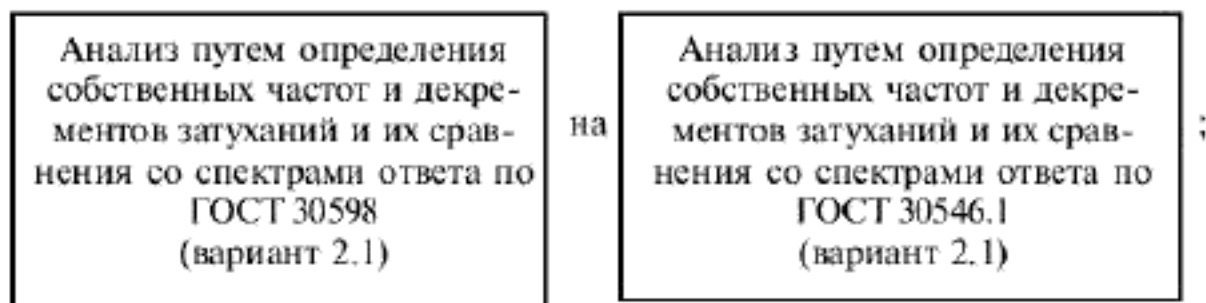 Анализ путем определения
собственных частот и декре-
ментов затуханий и их срав-
нения со спектрами ответа по
ГОСТ 30598
(вариант 2.1)
на
Анализ путем определения
собственных частот и декре-
ментов затуханий и их срав-
нения со спектрами ответа по
ГОСТ 30546.1
(вариант 2.1)
;